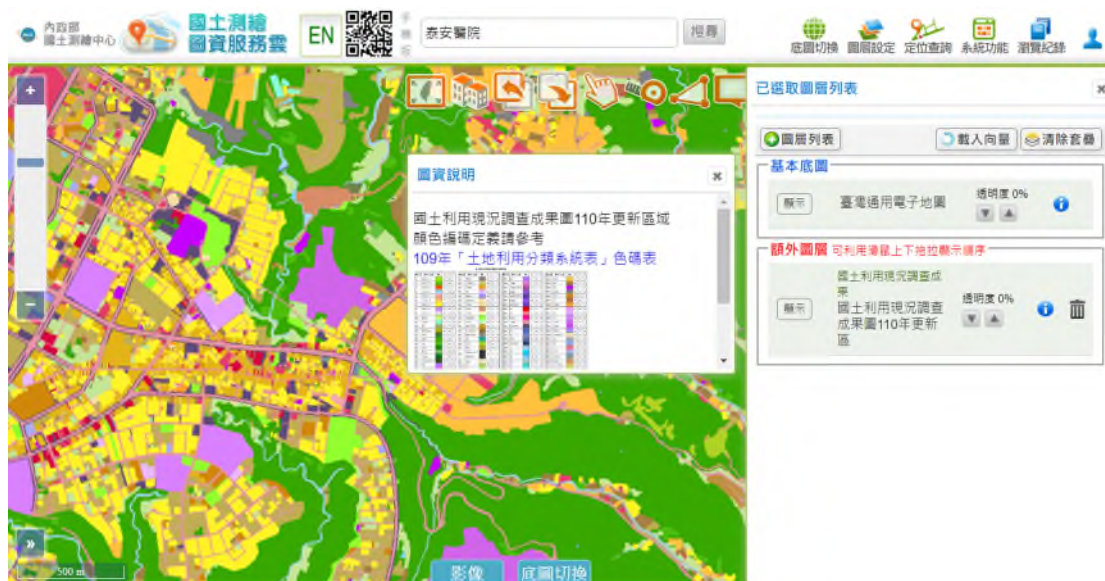 內政部
國土測繪中心
國土測繪
圖資服務雲
EN
手
機
版
泰安醫院
搜尋
底圖切換
圖層設定
定位查詢
系統功能
瀏覽紀錄
+
−
圖資說明
國土利用現況調查成果圖110年更新區域
顏色編碼定義請參考
109年「土地利用分類系統表」色碼表
已選取圖層列表
圖層列表
載入向量
清除套疊
基本底圖
顯示
臺灣通用電子地圖
透明度 0%
額外圖層 可利用滑鼠上下拖拉顯示順序
顯示
國土利用現況調查成
果
國土利用現況調查
成果圖110年更新
區
透明度 0%
»
500 m
影像
底圖切換